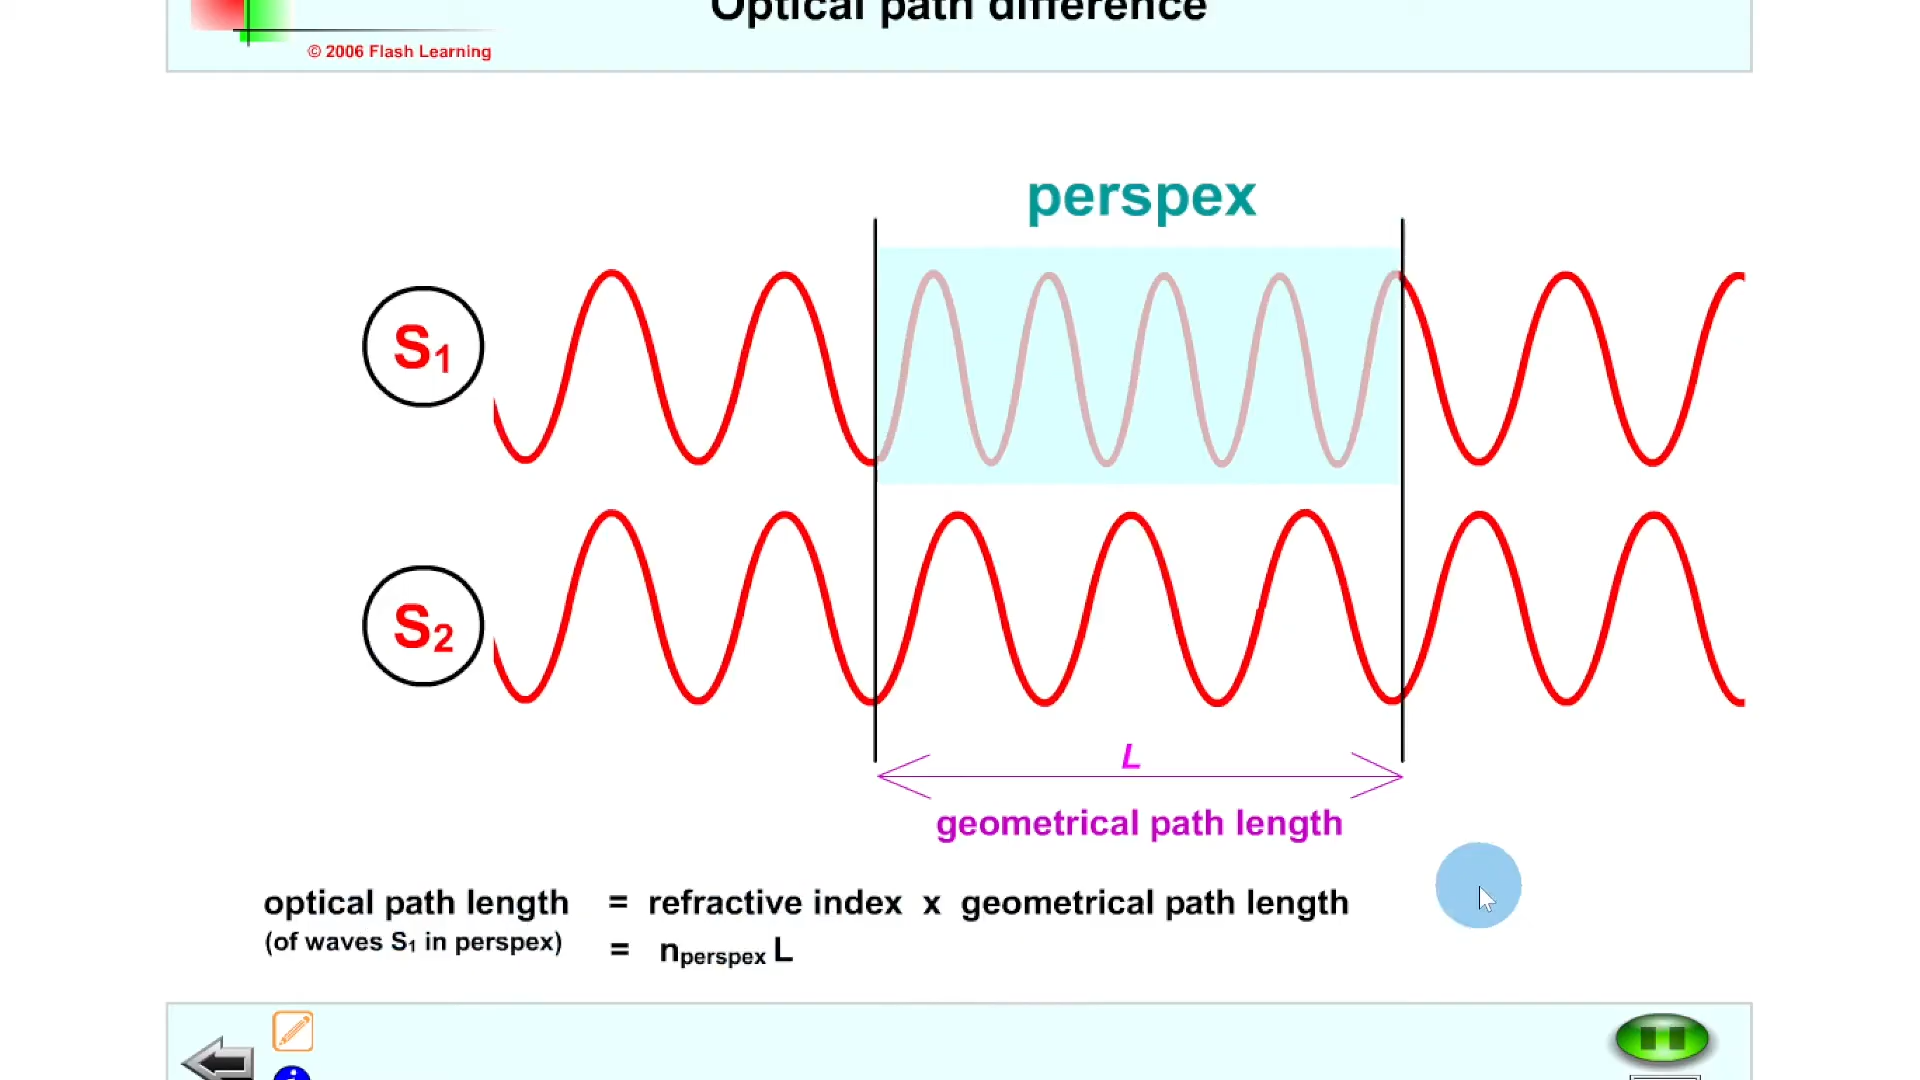 Optical path difference
© 2006 Flash Learning
perspex
S1
S2
L
geometrical path length
optical path length = refractive index x geometrical path length
(of waves S1 in perspex) = nperspex L